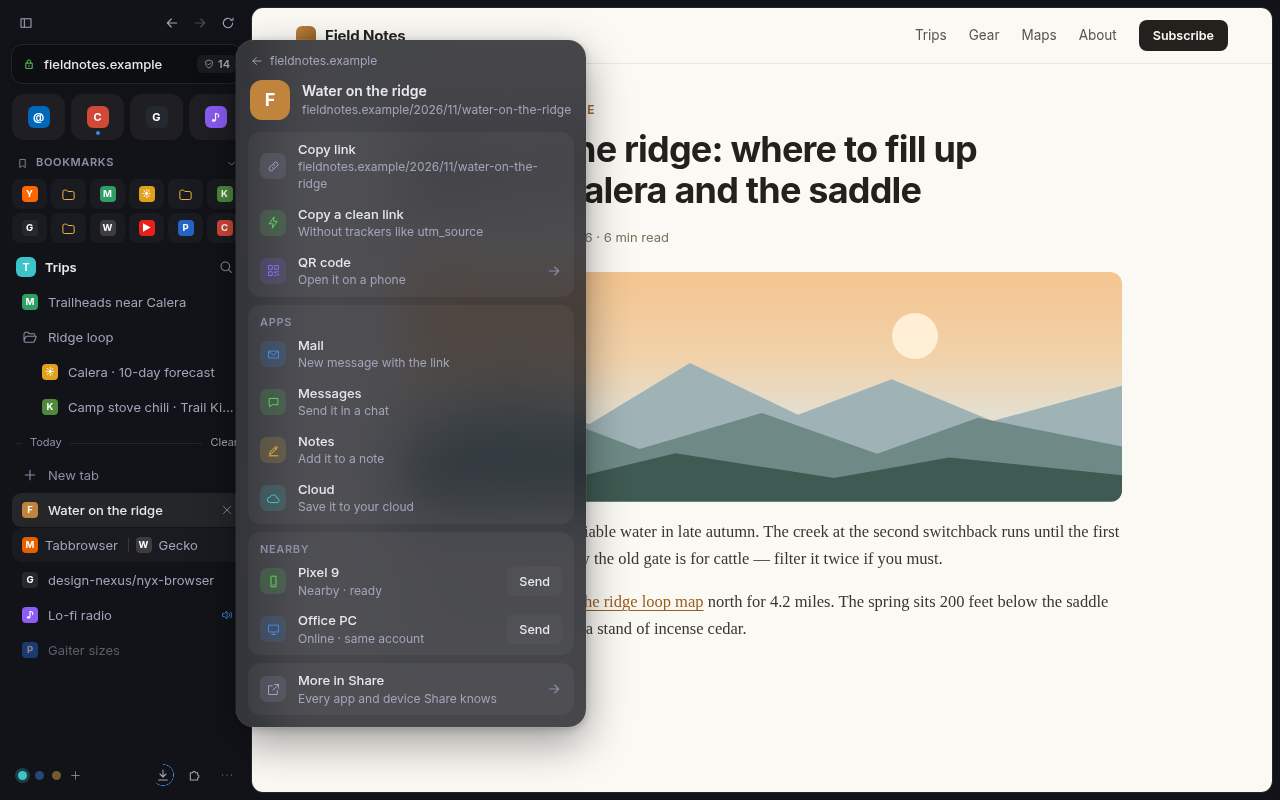 fieldnotes.example
14
@
C
G
BOOKMARKS
Y
M
K
G
W
P
C
T Trips
M Trailheads near Calera
Ridge loop
Calera · 10-day forecast
K Camp stove chili · Trail Ki…
Today
Clear
New tab
F Water on the ridge
M Tabbrowser
W Gecko
G design-nexus/nyx-browser
Lo-fi radio
P Gaiter sizes
fieldnotes.example
F
Water on the ridge
fieldnotes.example/2026/11/water-on-the-ridge
Copy link
fieldnotes.example/2026/11/water-on-the-
ridge
Copy a clean link
Without trackers like utm_source
QR code
Open it on a phone
APPS
Mail
New message with the link
Messages
Send it in a chat
Notes
Add it to a note
Cloud
Save it to your cloud
NEARBY
Pixel 9
Nearby · ready
Send
Office PC
Online · same account
Send
More in Share
Every app and device Share knows
Field Notes
Trips
Gear
Maps
About
Subscribe
E
ridge: where to fill up
and the saddle
6 · 6 min read
water in late autumn. The creek at the second switchback runs until the first
the old gate is for cattle — filter it twice if you must.
ridge loop map north for 4.2 miles. The spring sits 200 feet below the saddle
a stand of incense cedar.